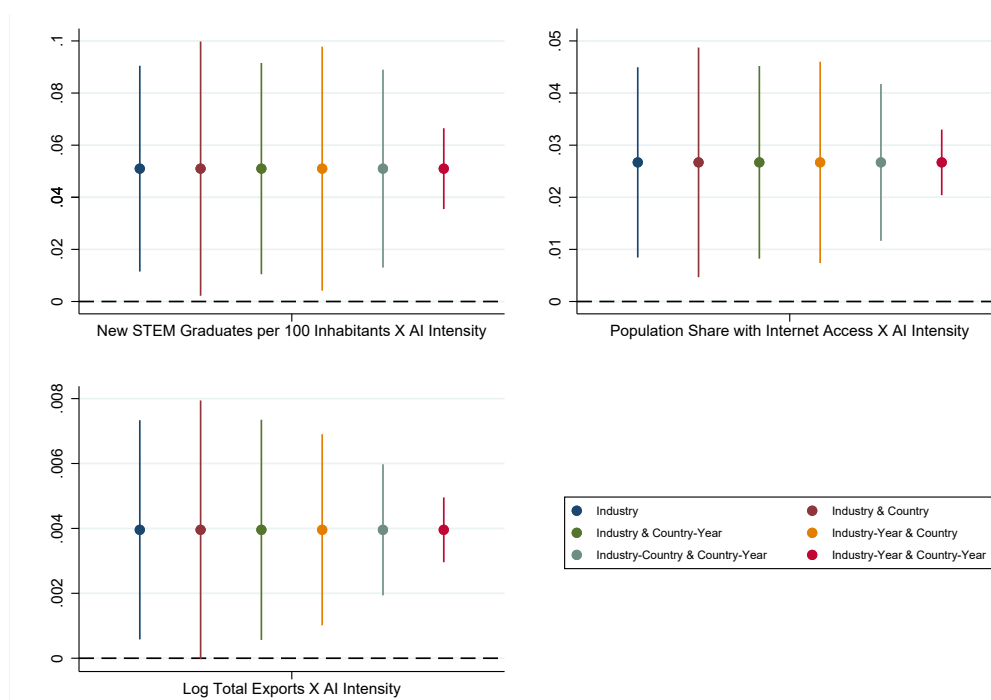 .1
.08
.06
.04
.02
0
New STEM Graduates per 100 Inhabitants X AI Intensity
.05
.04
.03
.02
.01
0
Population Share with Internet Access X AI Intensity
.008
.006
.004
.002
0
Log Total Exports X AI Intensity
Industry
Industry & Country
Industry & Country-Year
Industry-Year & Country
Industry-Country & Country-Year
Industry-Year & Country-Year